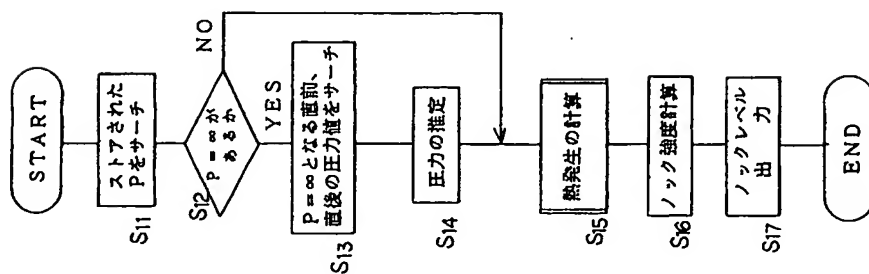 START
ストアされた
Pをサーチ
S11
S12
P=∞が
あるか
NO
YES
P=∞となる直前、
直後の圧力値をサーチ
S13
圧力の推定
S14
熱発生の計算
S15
ノック強度計算
S16
ノックレベル
出 力
S17
END